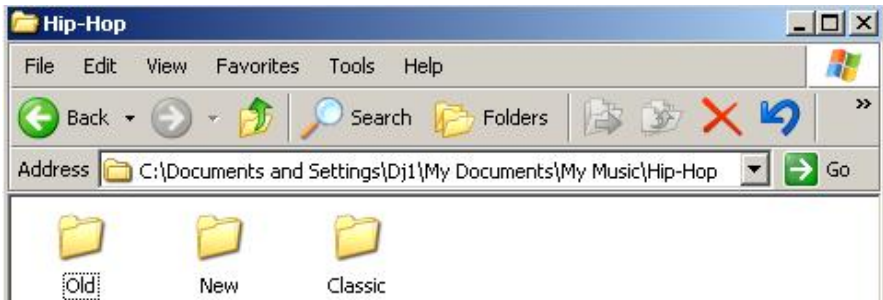 Hip-Hop
File Edit View Favorites Tools Help
Back Search Folders »
Address C:\Documents and Settings\Dj1\My Documents\My Music\Hip-Hop Go
Old New Classic